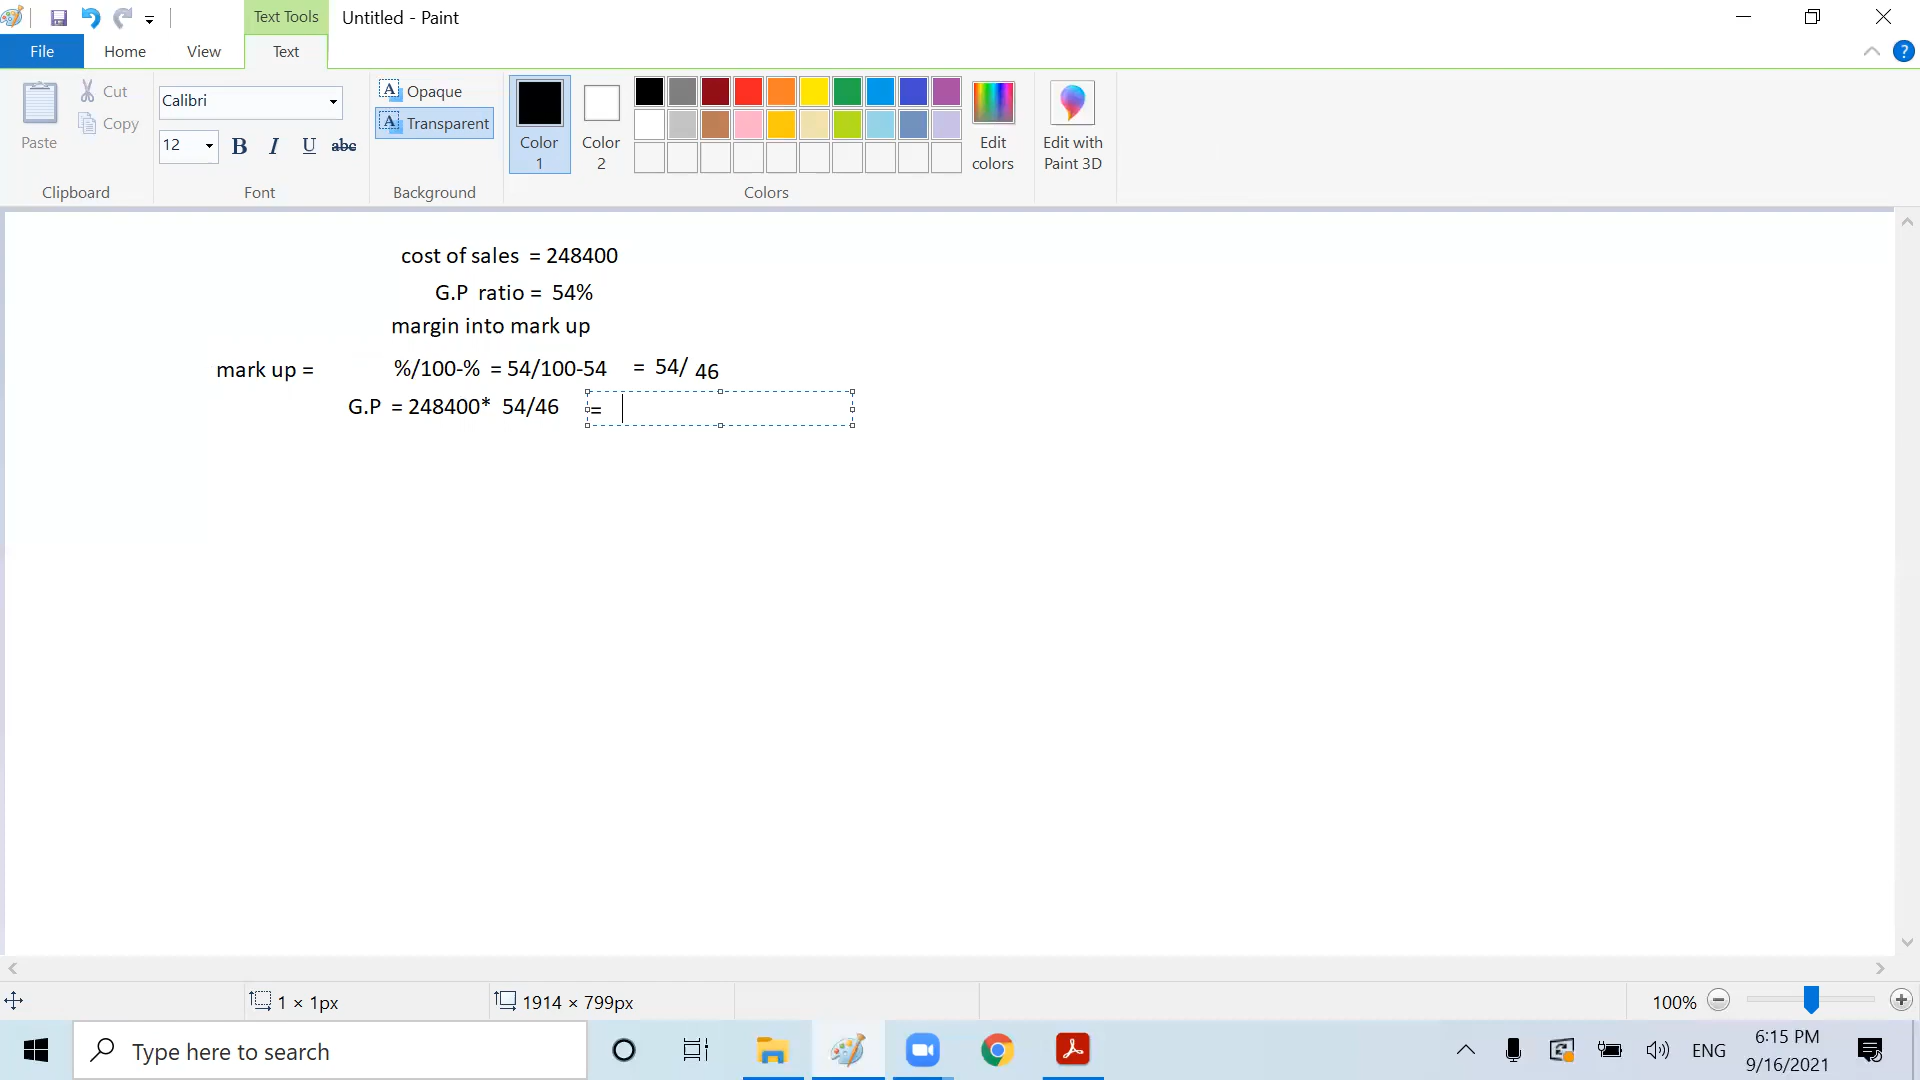 Text Tools
Untitled - Paint
File
Home
View
Text
Paste
Cut
Copy
Clipboard
Calibri
12
B I U abc
Font
A Opaque
A Transparent
Background
Color 1
Color 2
Edit colors
Colors
Edit with Paint 3D
cost of sales = 248400
G.P ratio = 54%
margin into mark up
mark up = %/100-% = 54/100-54 = 54/ 46
G.P = 248400* 54/46 =
1 × 1px
1914 × 799px
100%
Type here to search
ENG
6:15 PM
9/16/2021